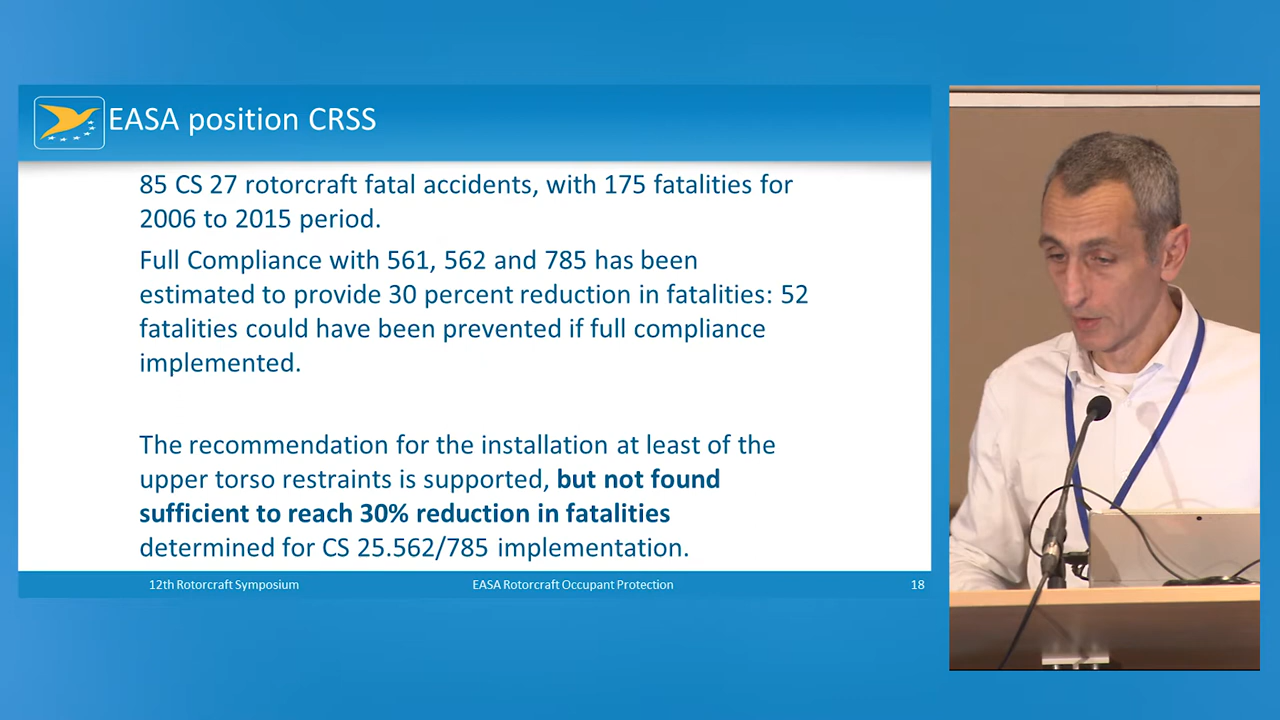 EASA position CRSS
85 CS 27 rotorcraft fatal accidents, with 175 fatalities for
2006 to 2015 period.
Full Compliance with 561, 562 and 785 has been
estimated to provide 30 percent reduction in fatalities: 52
fatalities could have been prevented if full compliance
implemented.
The recommendation for the installation at least of the
upper torso restraints is supported, but not found
sufficient to reach 30% reduction in fatalities
determined for CS 25.562/785 implementation.
12th Rotorcraft Symposium
EASA Rotorcraft Occupant Protection
18